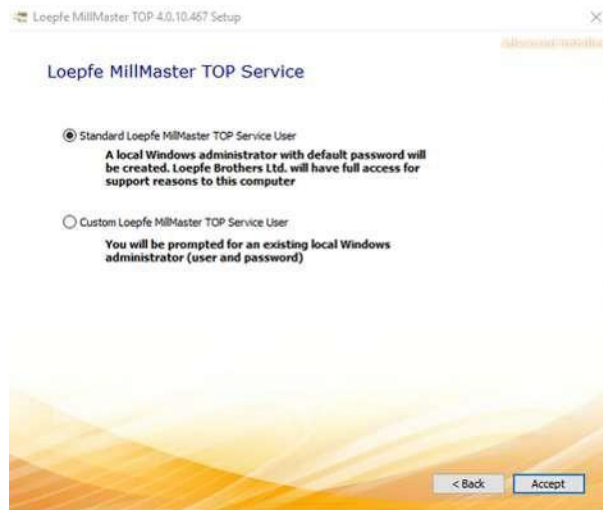 Loepfe MillMaster TOP 4.0.10.467 Setup
Advanced Installer
Loepfe MillMaster TOP Service
Standard Loepfe MillMaster TOP Service User
A local Windows administrator with default password will
be created. Loepfe Brothers Ltd. will have full access for
support reasons to this computer
Custom Loepfe MillMaster TOP Service User
You will be prompted for an existing local Windows
administrator (user and password)
< Back
Accept